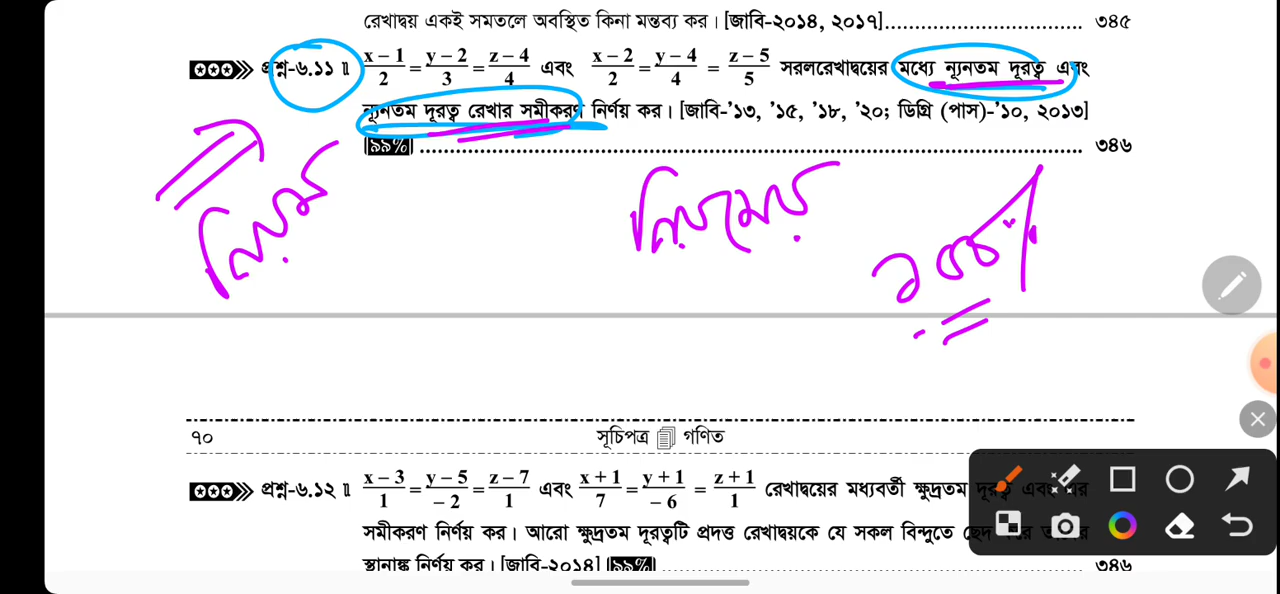 রেখাদ্বয় একই সমতলে অবস্থিত কিনা মন্তব্য কর। [জাবি-২০১৪, ২০১৭]................................. ৩৪৫
প্রশ্ন-৬.১১ ॥ (x – 1)/2 = (y – 2)/3 = (z – 4)/4 এবং (x – 2)/2 = (y – 4)/4 = (z – 5)/5 সরলরেখাদ্বয়ের মধ্যে ন্যূনতম দূরত্ব এবং
ন্যূনতম দূরত্ব রেখার সমীকরণ নির্ণয় কর। [জাবি-’১৩, ’১৫, ’১৮, ’২০; ডিগ্রি (পাস)-’১০, ২০১৩]
[৯৯%] ................................................................ ৩৪৬
নিয়ম নিয়মের ১০০%
৭০ সূচিপত্র গণিত
প্রশ্ন-৬.১২ ॥ (x – 3)/1 = (y – 5)/– 2 = (z – 7)/1 এবং (x + 1)/7 = (y + 1)/– 6 = (z + 1)/1 রেখাদ্বয়ের মধ্যবর্তী ক্ষুদ্রতম
সমীকরণ নির্ণয় কর। আরো ক্ষুদ্রতম দূরত্বটি প্রদত্ত রেখাদ্বয়কে যে সকল বিন্দুতে
স্থানাঙ্ক নির্ণয় কর। [জাবি-২০১৪] [৯৯%] ................................ ৩৪৬